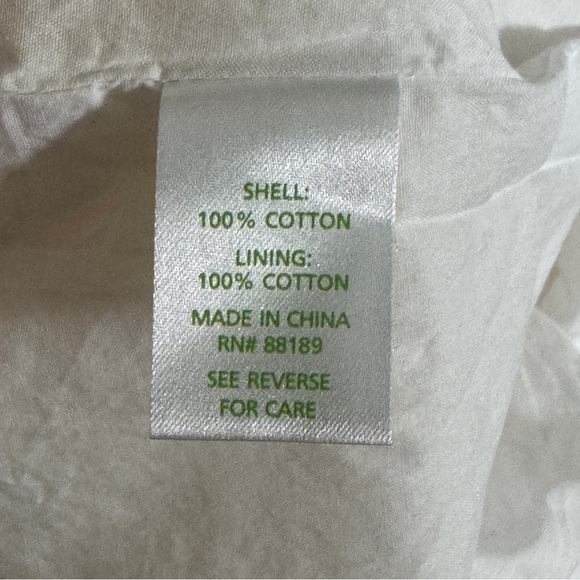 SHELL:
100% COTTON
LINING:
100% COTTON
MADE IN CHINA
RN# 88189
SEE REVERSE
FOR CARE